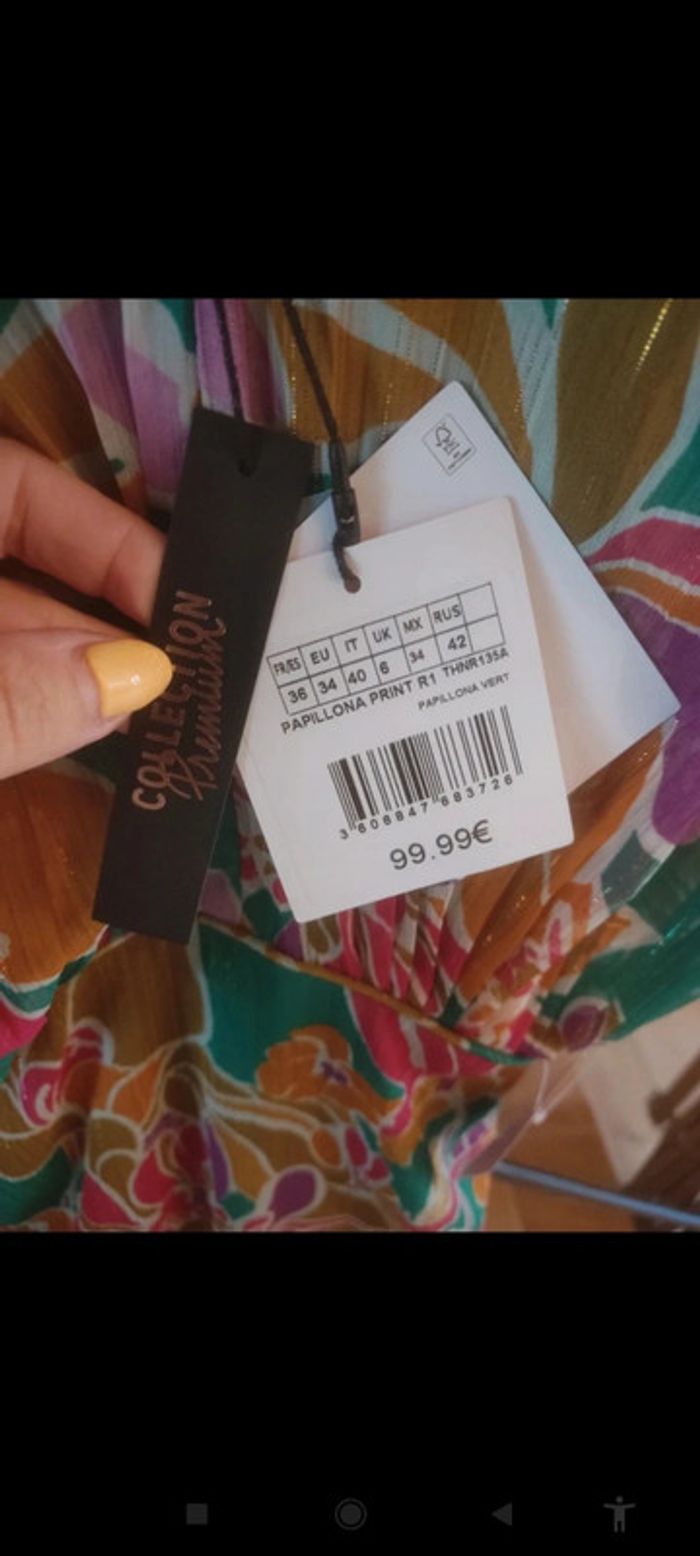 COLLECTION
Premium
FR/ES EU IT UK MX RUS
36 34 40 6 34 42
PAPILLONA PRINT R1 THNR135A
PAPILLONA VERT
3 608847 683726
99.99€